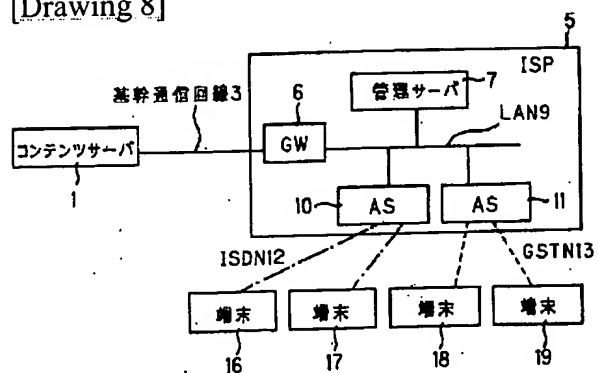 [Drawing 8]
5
ISP
管理サーバ
7
基幹通信回線3
6
LAN9
GW
コンテンツサーバ
1
10
AS
AS
11
ISDN12
GSTN13
端末
端末
端末
端末
16
17
18
19